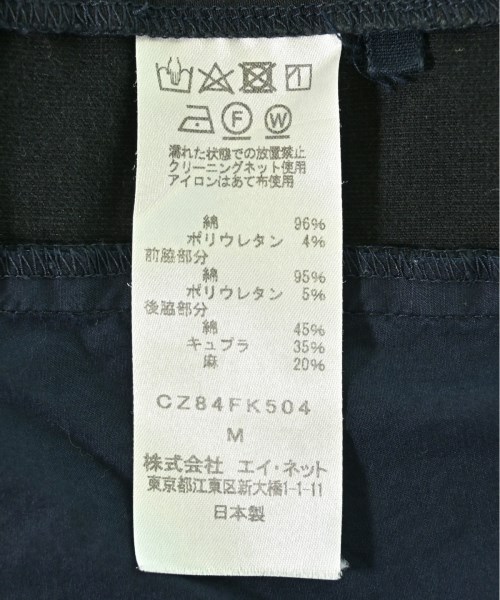 F W
濡れた状態での放置禁止
クリーニングネット使用
アイロンはあて布使用
綿 96%
ポリウレタン 4%
前脇部分
綿 95%
ポリウレタン 5%
後脇部分
綿 45%
キュプラ 35%
麻 20%
CZ84FK504
M
株式会社 エイ・ネット
東京都江東区新大橋1-1-11
日本製